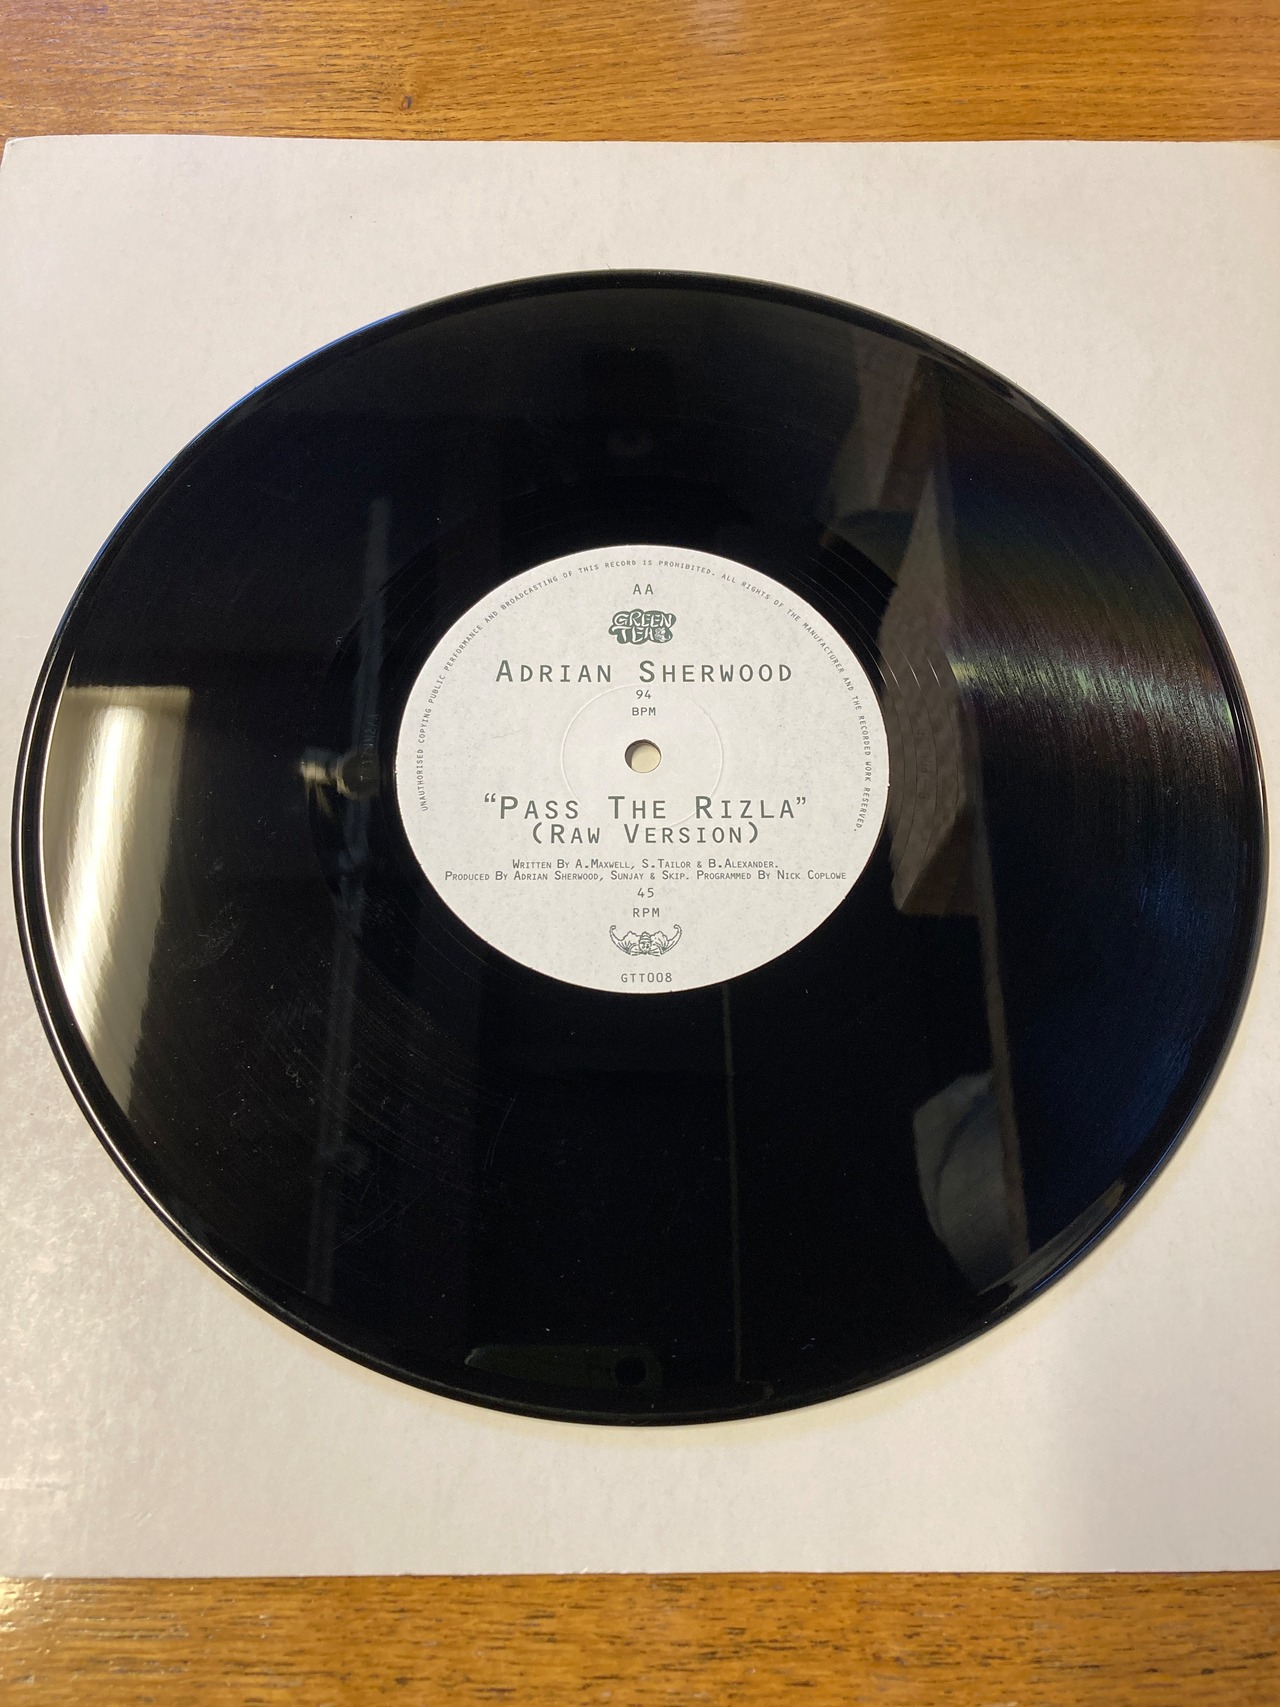 UNAUTHORISED COPYING PUBLIC PERFORMANCE AND BROADCASTING OF THIS RECORD IS PROHIBITED. ALL RIGHTS OF THE MANUFACTURER AND THE RECORDED WORK RESERVED.
AA
GREEN
TEA
ADRIAN SHERWOOD
94
BPM
“PASS THE RIZLA”
(RAW VERSION)
WRITTEN BY A.MAXWELL, S.TAILOR & B.ALEXANDER.
PRODUCED BY ADRIAN SHERWOOD, SUNJAY & SKIP. PROGRAMMED BY NICK COPLOWE
45
RPM
GTT008